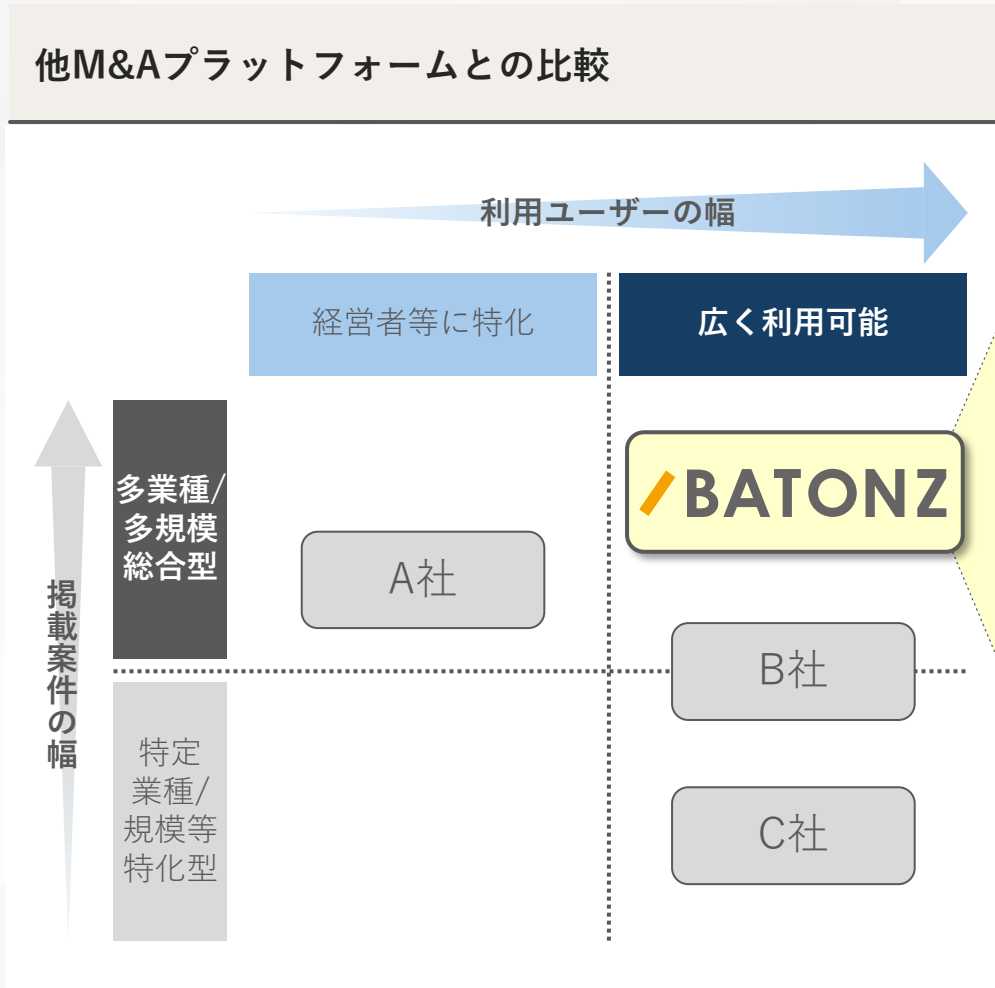 他M&Aプラットフォームとの比較
利用ユーザーの幅
経営者等に特化
広く利用可能
掲載案件の幅
多業種/
多規模
総合型
BATONZ
A社
B社
特定
業種/
規模等
特化型
C社